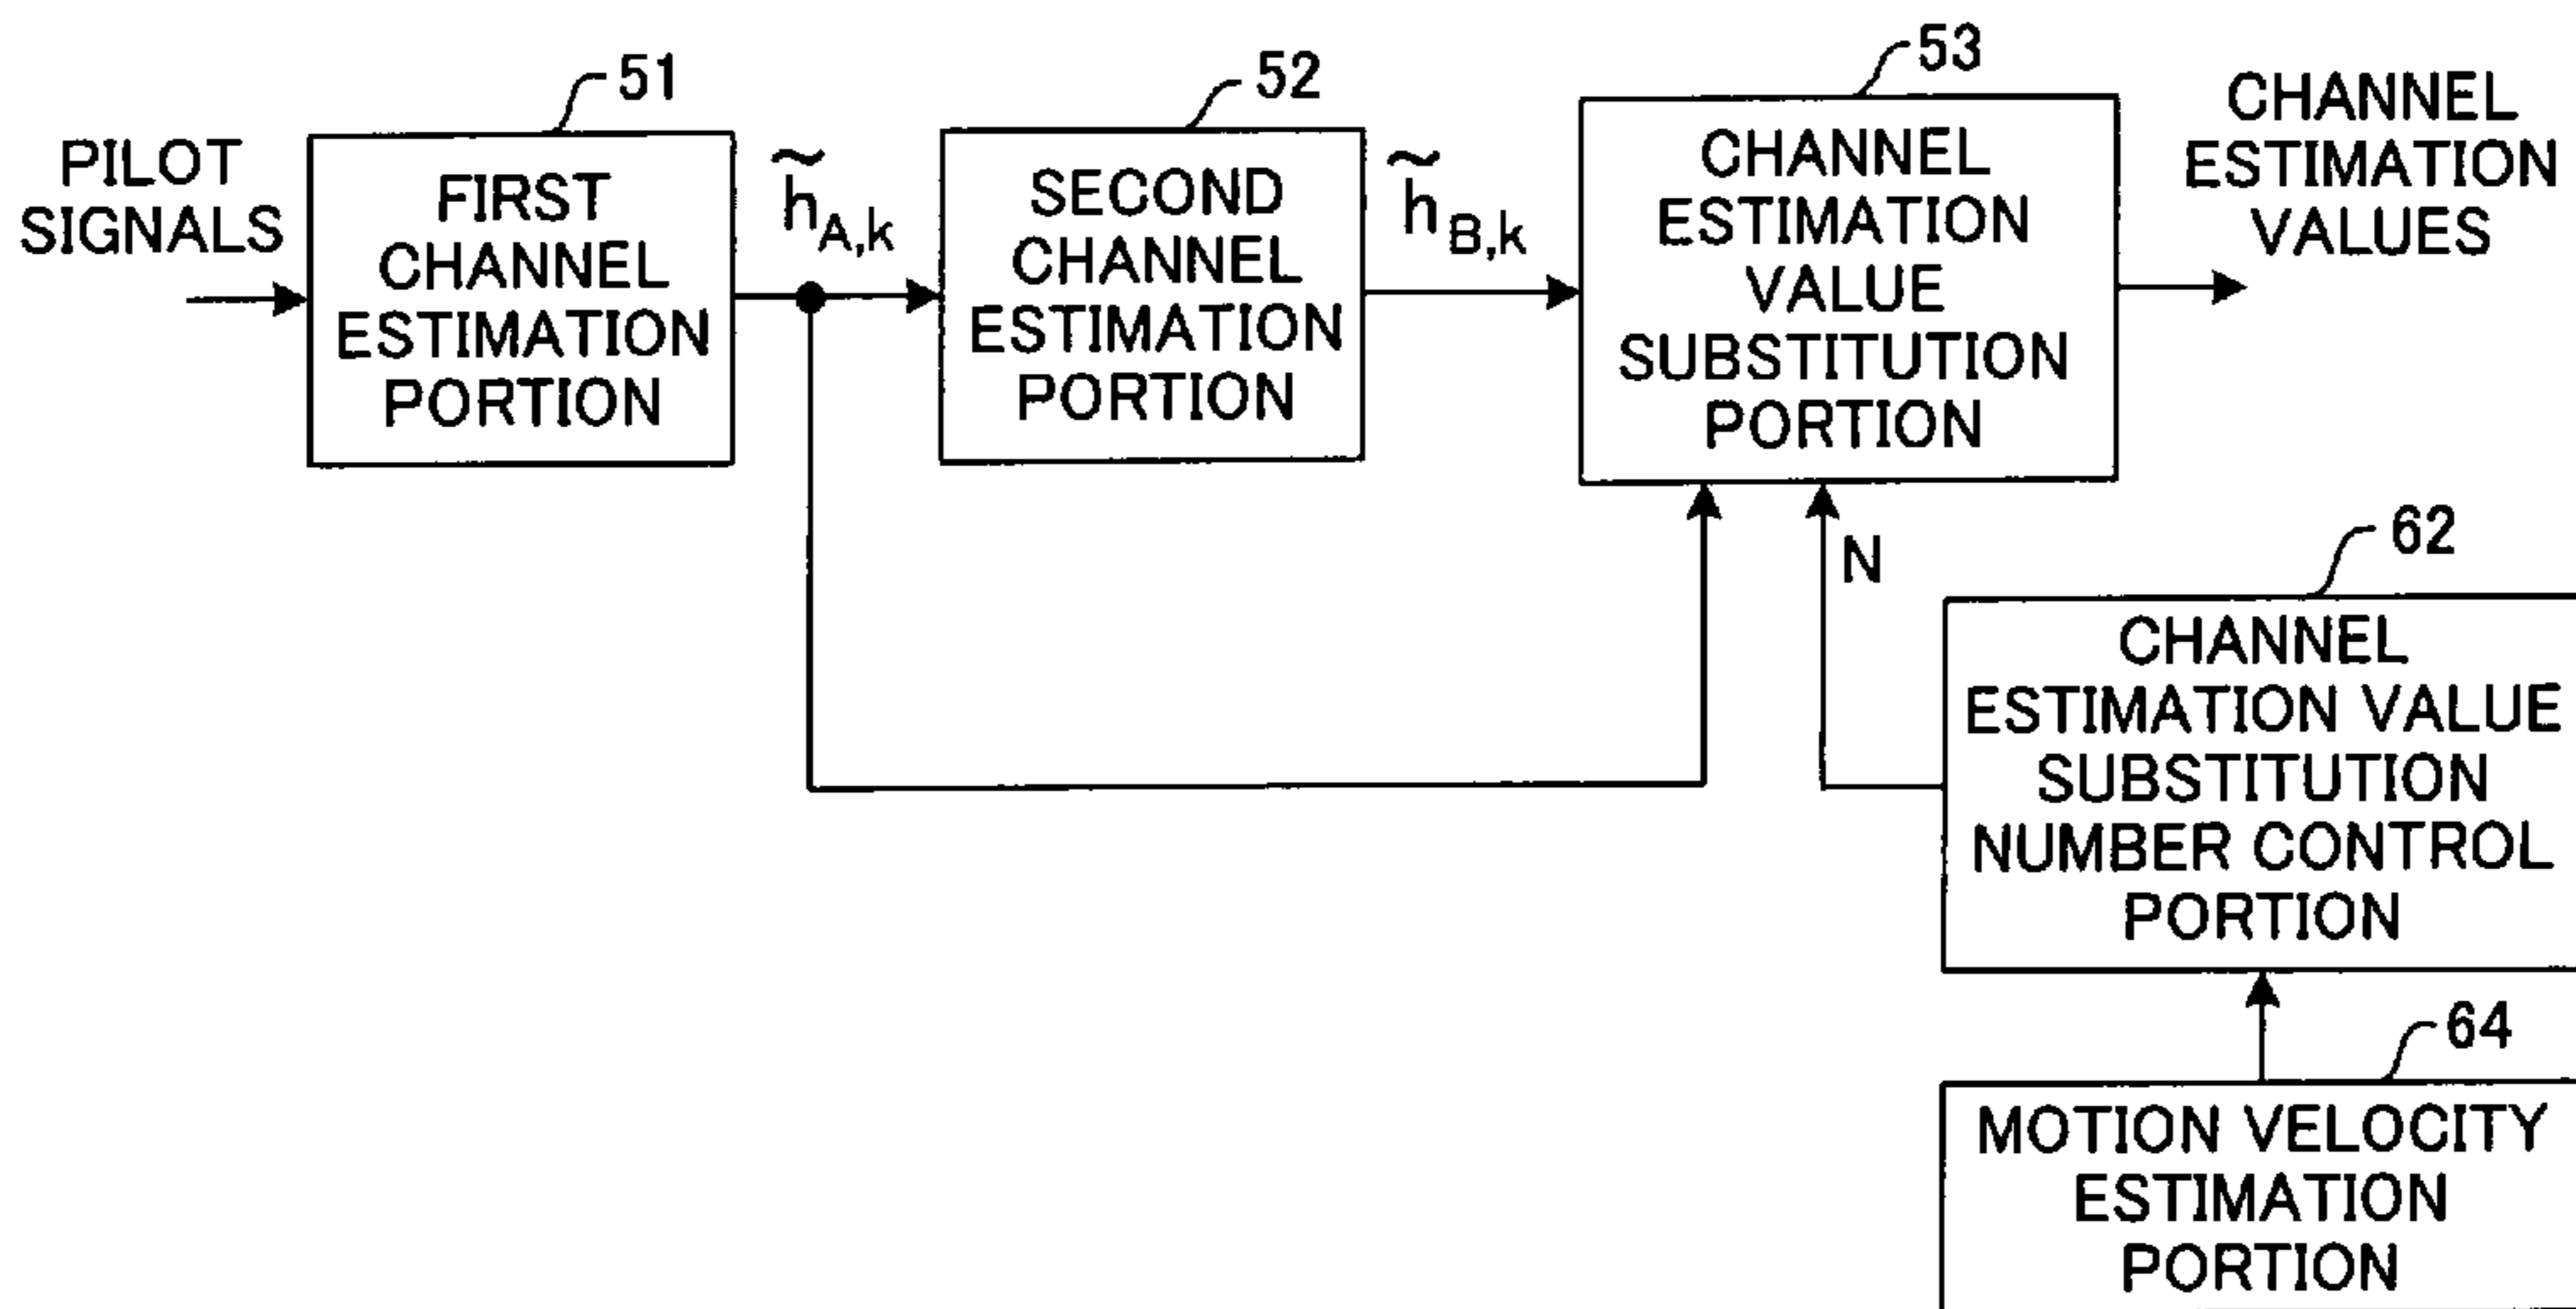 51
52
53
PILOT
SIGNALS
FIRST
CHANNEL
ESTIMATION
PORTION
h̃A,k
SECOND
CHANNEL
ESTIMATION
PORTION
h̃B,k
CHANNEL
ESTIMATION
VALUE
SUBSTITUTION
PORTION
CHANNEL
ESTIMATION
VALUES
N
62
CHANNEL
ESTIMATION VALUE
SUBSTITUTION
NUMBER CONTROL
PORTION
64
MOTION VELOCITY
ESTIMATION
PORTION